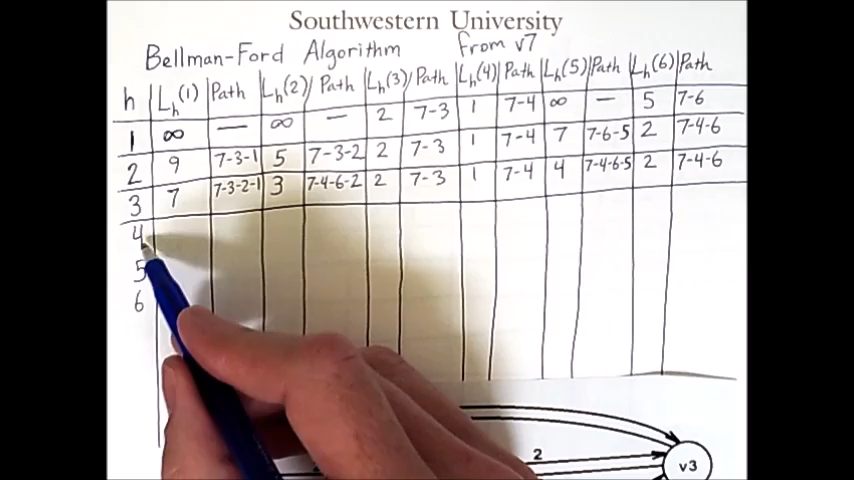 Southwestern University
Bellman-Ford Algorithm from v7
h Lh(1) Path Lh(2) Path Lh(3) Path Lh(4) Path Lh(5) Path Lh(6) Path
1 ∞ — ∞ — 2 7-3 1 7-4 ∞ — 5 7-6
2 9 7-3-1 5 7-3-2 2 7-3 1 7-4 7 7-6-5 2 7-4-6
3 7 7-3-2-1 3 7-4-6-2 2 7-3 1 7-4 4 7-4-6-5 2 7-4-6
4
5
6
2
v3